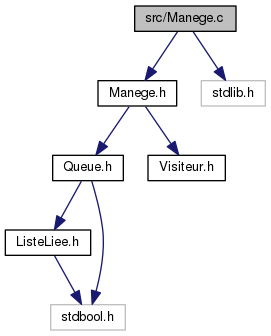 src/Manege.c
Manege.h
stdlib.h
Queue.h
Visiteur.h
ListeLiee.h
stdbool.h